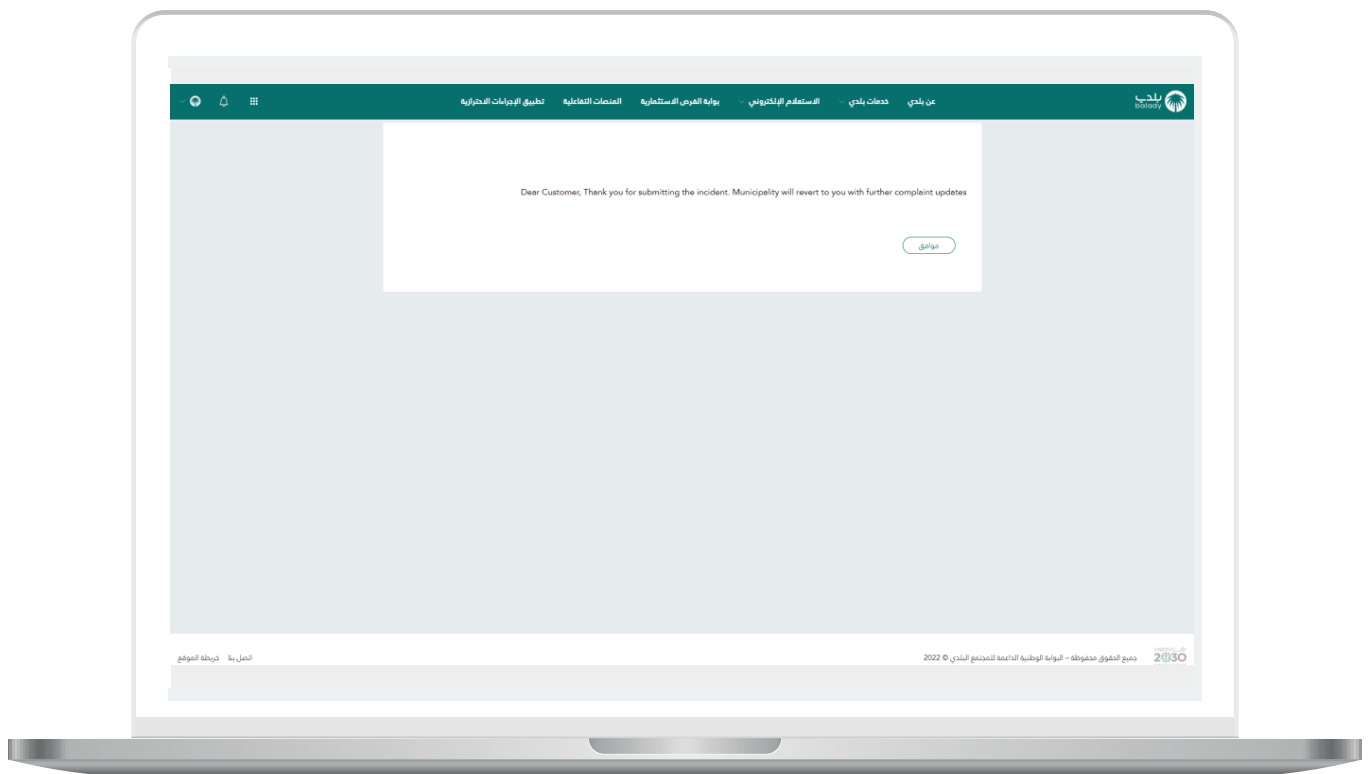 بلدي
balady
عن بلدي خدمات بلدي الاستعلام الإلكتروني بوابة الفرص الاستثمارية المنصات التفاعلية تطبيق الإجراءات الاحترازية
Dear Customer, Thank you for submitting the incident. Municipality will revert to you with further complaint updates
موافق
2030
جميع الحقوق محفوظة – البوابة الوطنية الداعمة للمجتمع البلدي © 2022
اتصل بنا خريطة الموقع